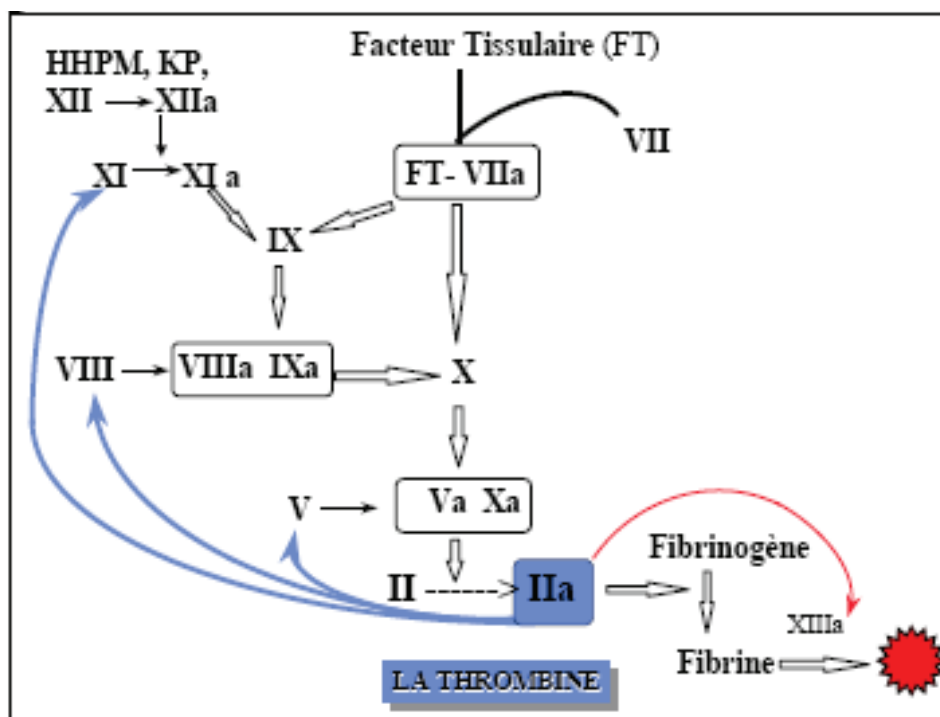 Facteur Tissulaire (FT)
HHPM, KP,
XII XIIa
VII
XI XI a
FT- VIIa
IX
VIII VIIIa IXa X
V Va Xa
II IIa
Fibrinogène
XIIIa
Fibrine
LA THROMBINE